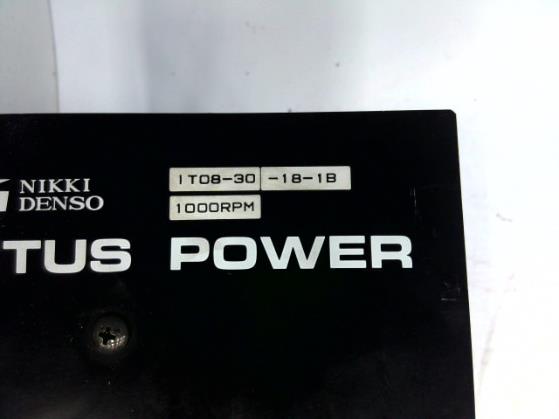 NIKKI
DENSO
1T08-30 -18-1B
1000RPM
TUS POWER